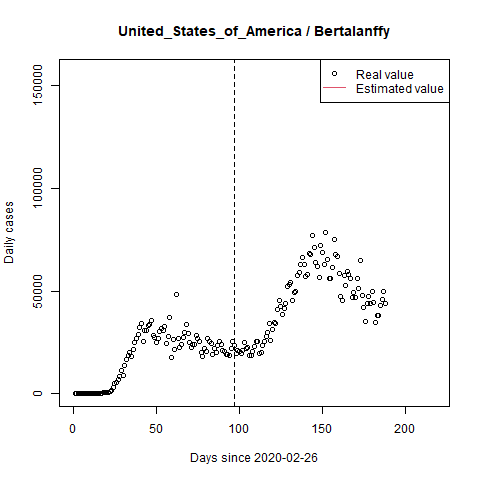 United_States_of_America / Bertalanffy
Real value
Estimated value
Daily cases
150000
100000
50000
0
0
50
100
150
200
Days since 2020-02-26